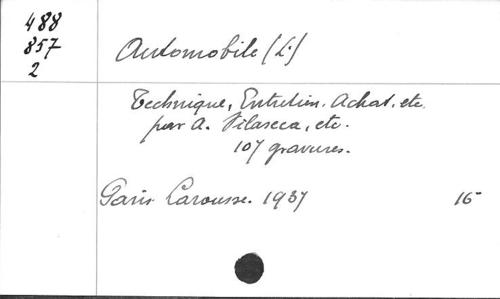 488
857
2
Automobile (L')
Technique, Entretien. Achat, etc.
par A. Vilaseca, etc.
107 gravures.
Paris Larousse. 1937 16-